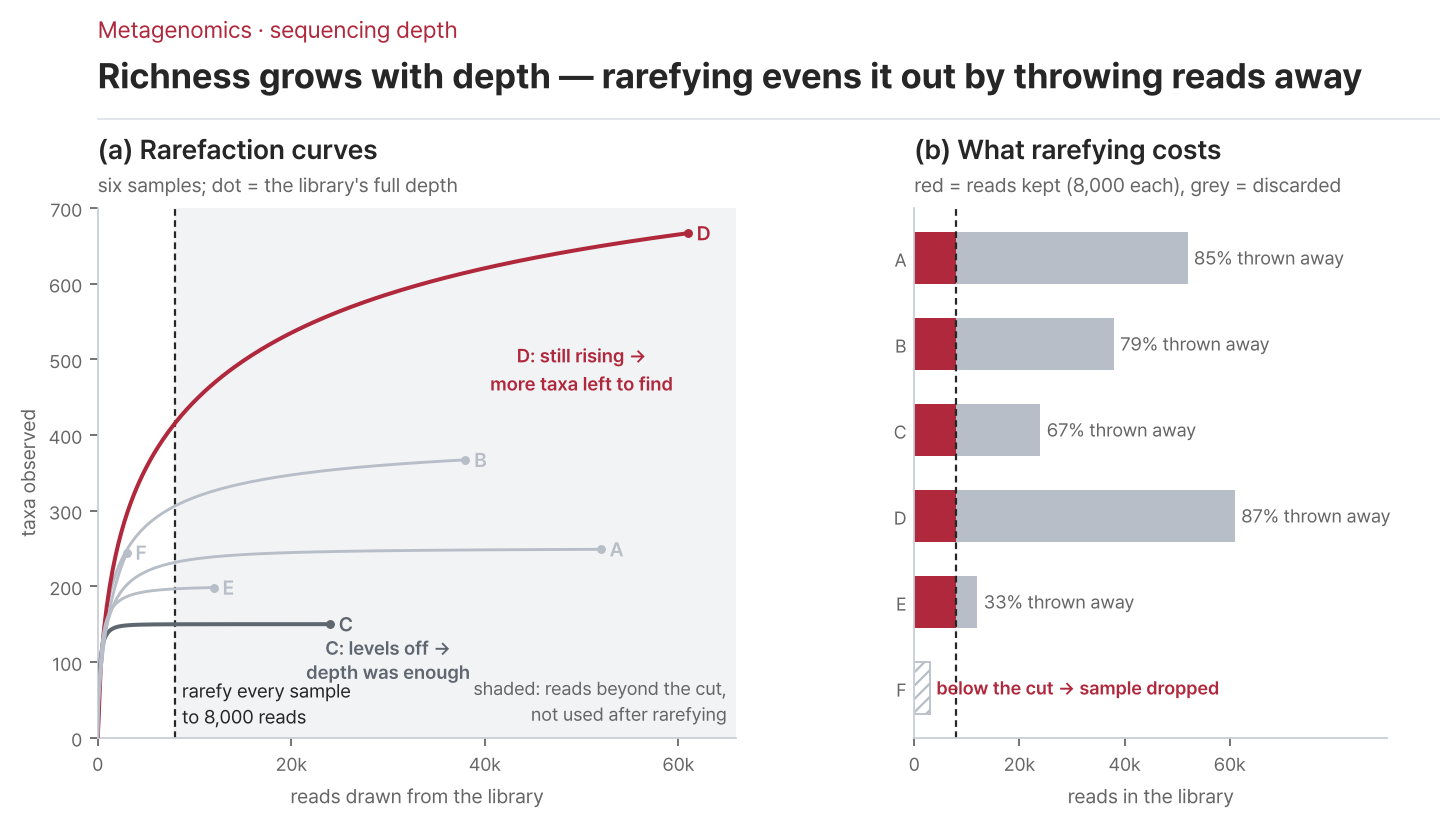 Metagenomics · sequencing depth
Richness grows with depth — rarefying evens it out by throwing reads away
(a) Rarefaction curves
six samples; dot = the library's full depth
taxa observed
700
600
500
400
300
200
100
0
D
D: still rising →
more taxa left to find
B
F
A
E
C
C: levels off →
depth was enough
rarefy every sample
to 8,000 reads
shaded: reads beyond the cut,
not used after rarefying
0
20k
40k
60k
reads drawn from the library
(b) What rarefying costs
red = reads kept (8,000 each), grey = discarded
A
85% thrown away
B
79% thrown away
C
67% thrown away
D
87% thrown away
E
33% thrown away
F
below the cut → sample dropped
0
20k
40k
60k
reads in the library